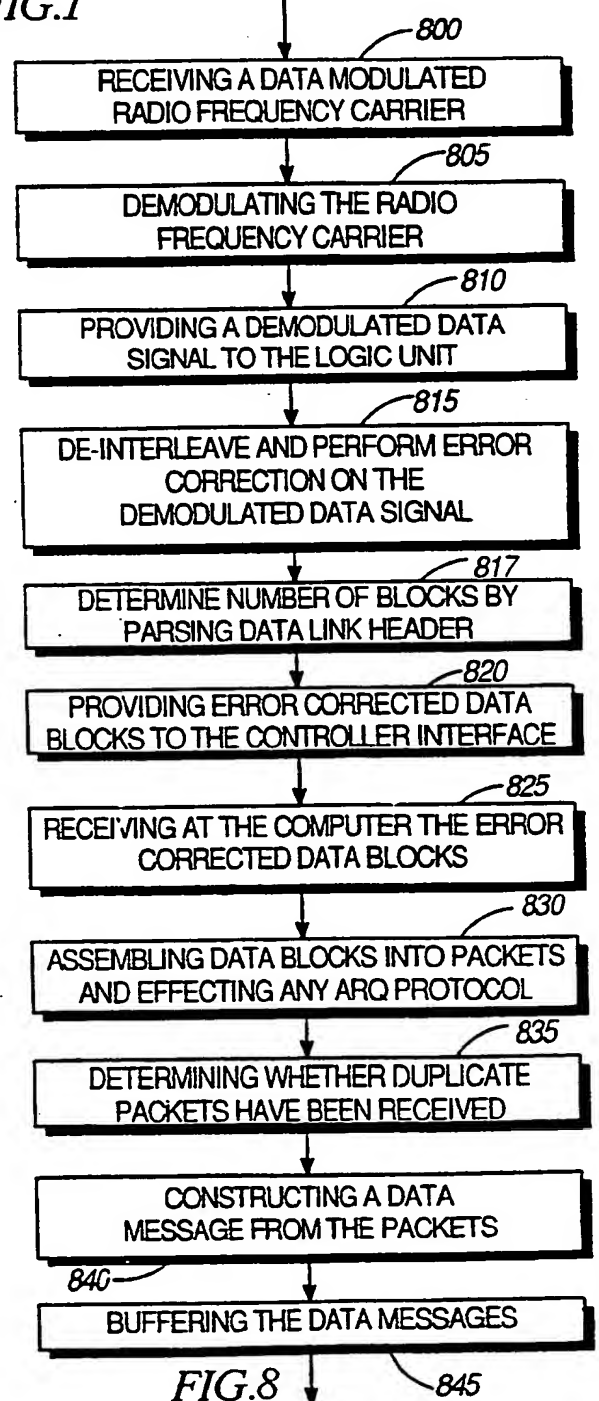 FIG.1
800
RECEIVING A DATA MODULATED
RADIO FREQUENCY CARRIER
805
DEMODULATING THE RADIO
FREQUENCY CARRIER
810
PROVIDING A DEMODULATED DATA
SIGNAL TO THE LOGIC UNIT
815
DE-INTERLEAVE AND PERFORM ERROR
CORRECTION ON THE
DEMODULATED DATA SIGNAL
817
DETERMINE NUMBER OF BLOCKS BY
PARSING DATA LINK HEADER
820
PROVIDING ERROR CORRECTED DATA
BLOCKS TO THE CONTROLLER INTERFACE
825
RECEIVING AT THE COMPUTER THE ERROR
CORRECTED DATA BLOCKS
830
ASSEMBLING DATA BLOCKS INTO PACKETS
AND EFFECTING ANY ARQ PROTOCOL
835
DETERMINING WHETHER DUPLICATE
PACKETS HAVE BEEN RECEIVED
CONSTRUCTING A DATA
MESSAGE FROM THE PACKETS
840
BUFFERING THE DATA MESSAGES
FIG.8
845